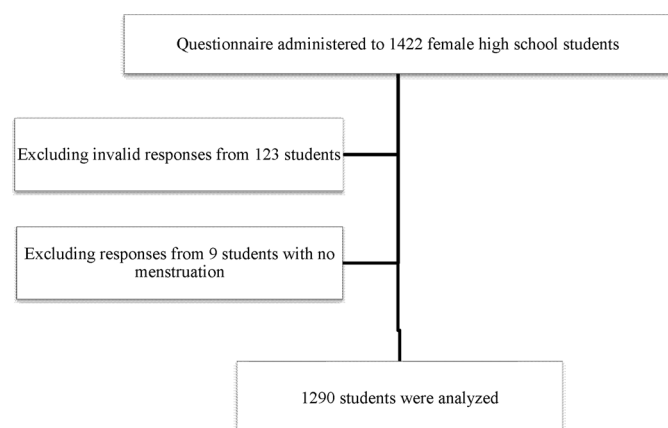 Questionnaire administered to 1422 female high school students
Excluding invalid responses from 123 students
Excluding responses from 9 students with no
menstruation
1290 students were analyzed